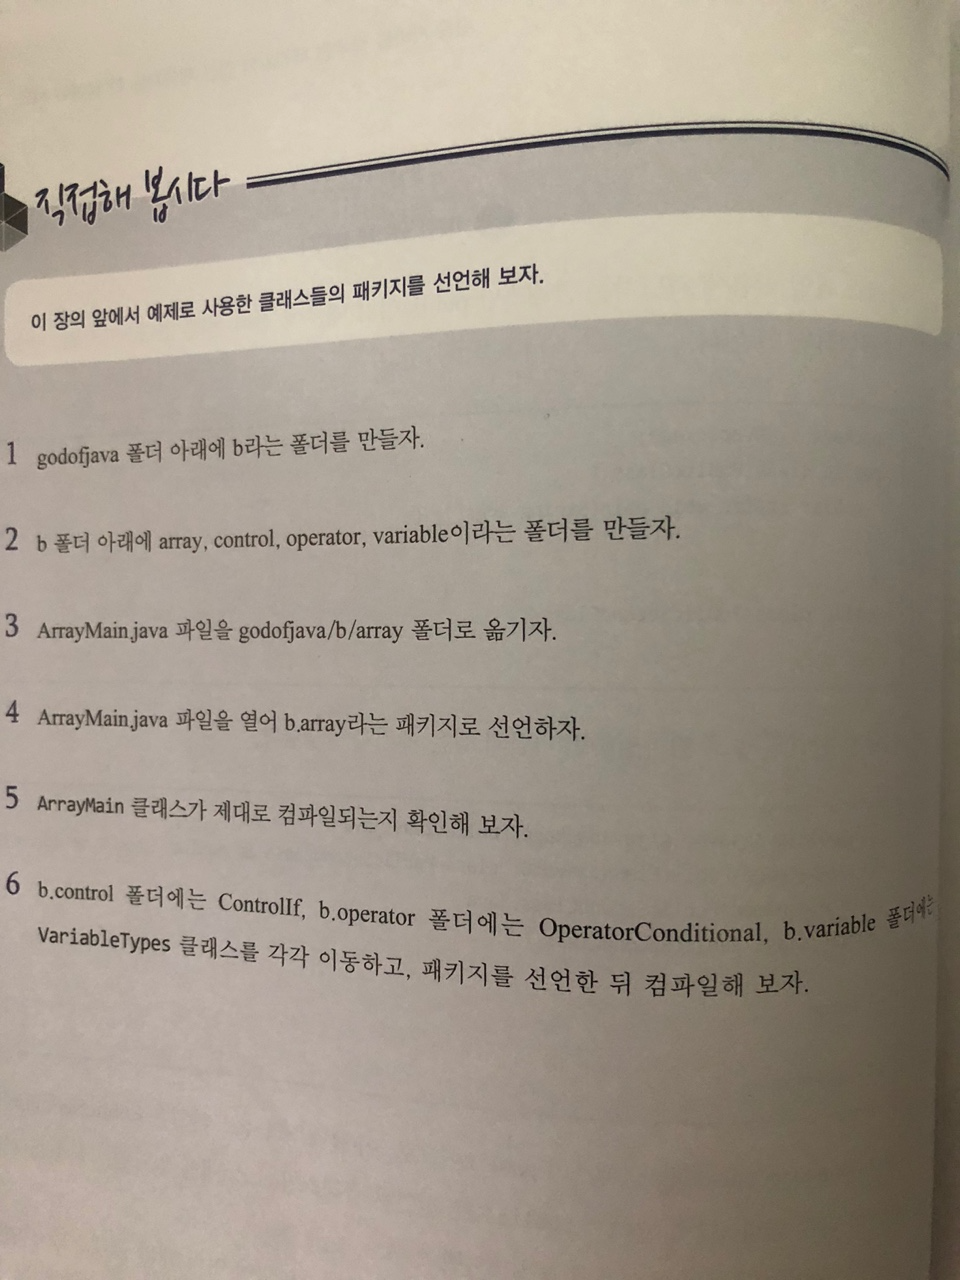 직접해 봅시다
이 장의 앞에서 예제로 사용한 클래스들의 패키지를 선언해 보자.
1 godofjava 폴더 아래에 b라는 폴더를 만들자.
2 b 폴더 아래에 array, control, operator, variable이라는 폴더를 만들자.
3 ArrayMain.java 파일을 godofjava/b/array 폴더로 옮기자.
4 ArrayMain.java 파일을 열어 b.array라는 패키지로 선언하자.
5 ArrayMain 클래스가 제대로 컴파일되는지 확인해 보자.
6 b.control 폴더에는 ControlIf, b.operator 폴더에는 OperatorConditional, b.variable 폴더에는
VariableTypes 클래스를 각각 이동하고, 패키지를 선언한 뒤 컴파일해 보자.